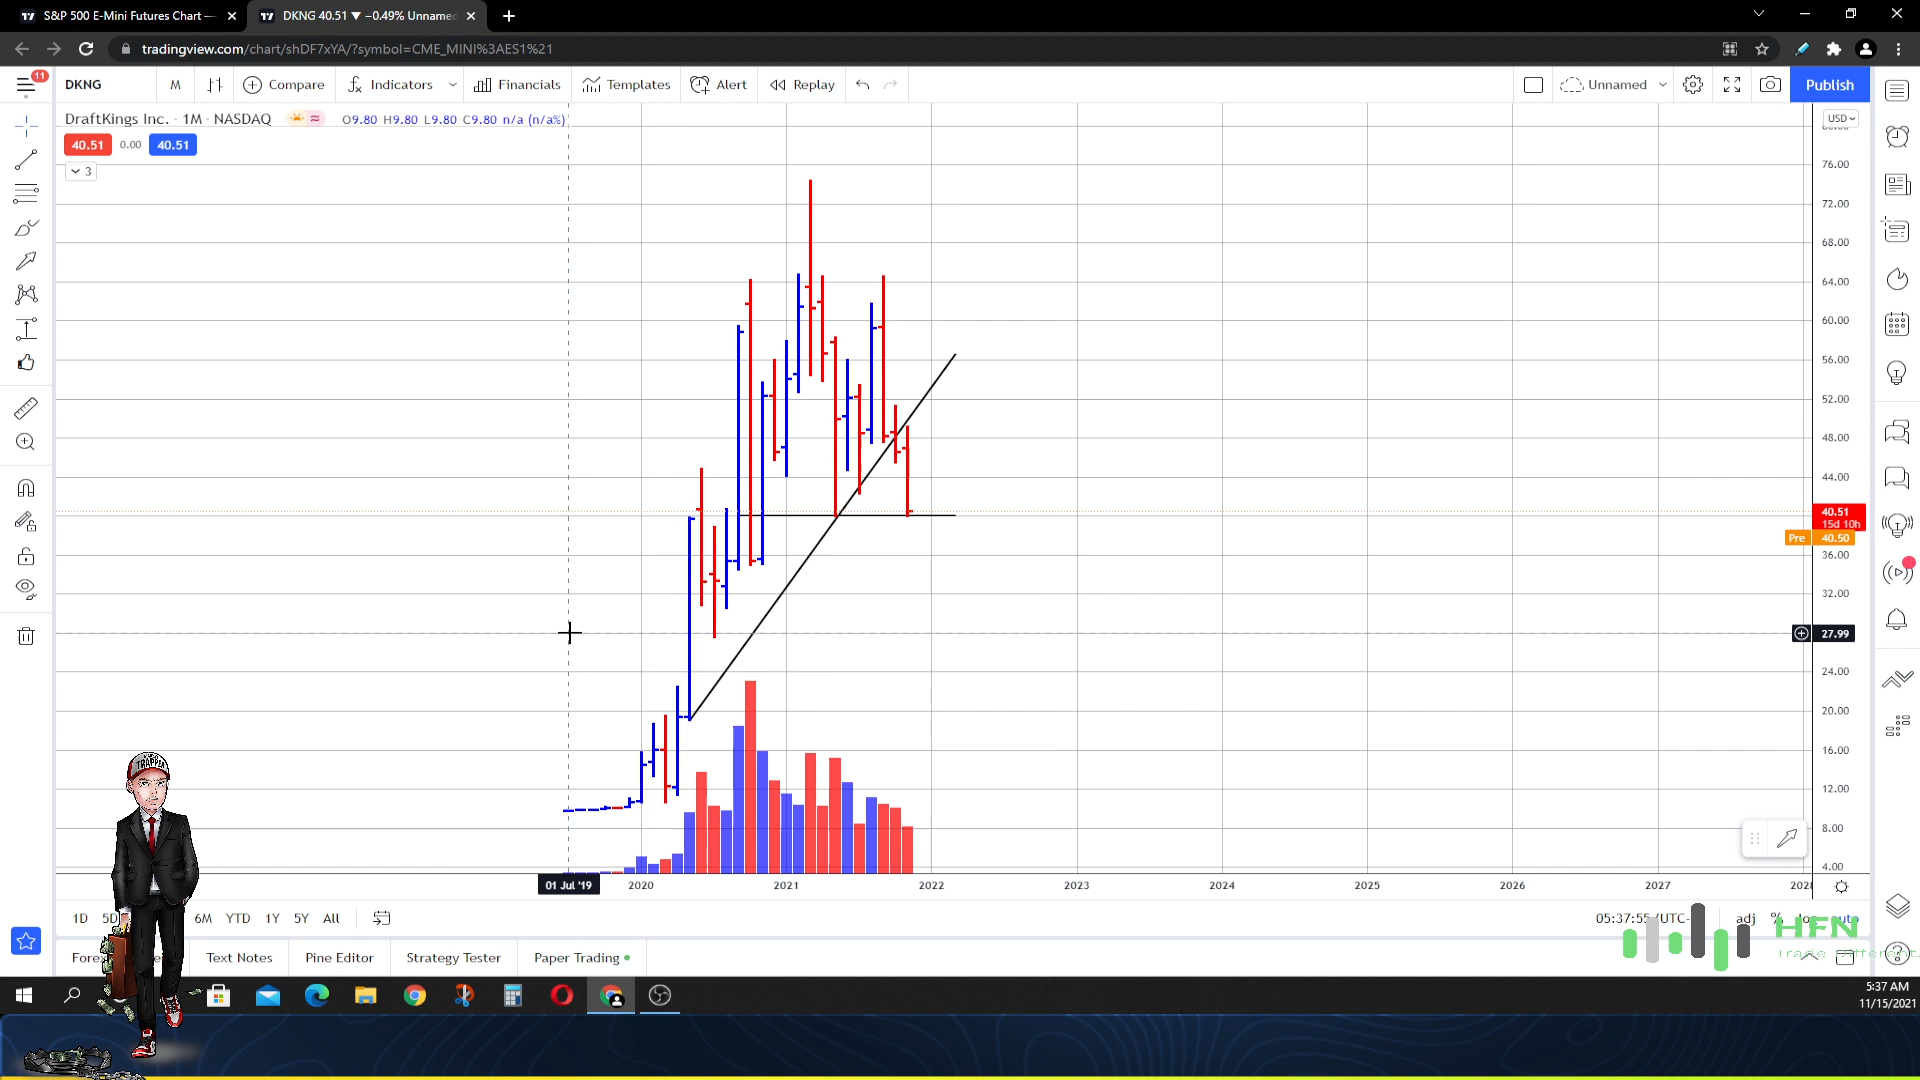 S&P 500 E-Mini Futures Chart —
DKNG 40.51 ▼ −0.49% Unnamed
tradingview.com/chart/shDF7xYA/?symbol=CME_MINI%3AES1%21
11
DKNG
M
Compare
Indicators
Financials
Templates
Alert
Replay
Unnamed
Publish
DraftKings Inc. · 1M · NASDAQ
O9.80 H9.80 L9.80 C9.80 n/a (n/a%)
USD
40.51 0.00 40.51
3
76.00
72.00
68.00
64.00
60.00
56.00
52.00
48.00
44.00
40.51
15d 10h
Pre 40.50
36.00
32.00
27.99
24.00
20.00
16.00
12.00
8.00
4.00
TRAPPER
01 Jul '19 2020 2021 2022 2023 2024 2025 2026 2027
1D 5D 6M YTD 1Y 5Y All
05:37:55 (UTC-
adj %
HFN
Trade Different.
Text Notes Pine Editor Strategy Tester Paper Trading
5:37 AM
11/15/2021